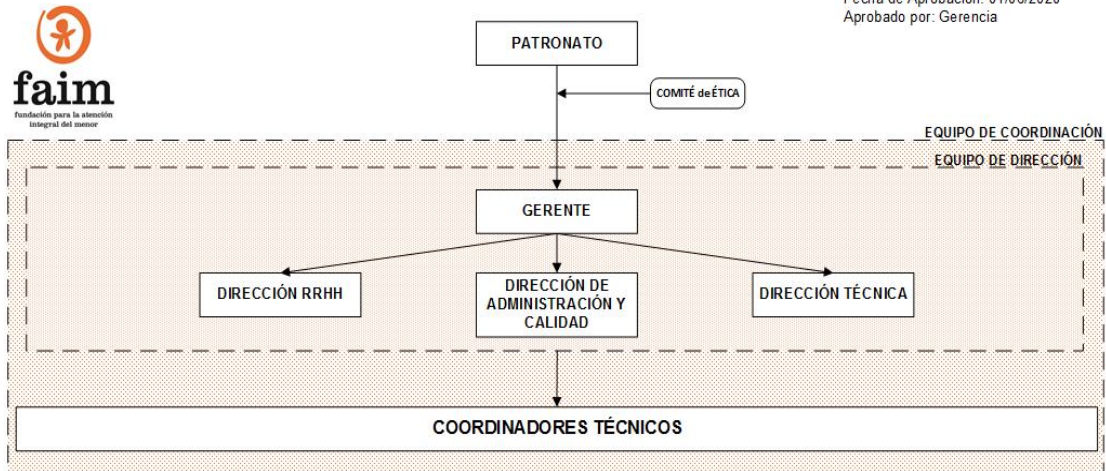 Aprobado por: Gerencia
faim
fundación para la atención
integral del menor
PATRONATO
COMITÉ de ÉTICA
EQUIPO DE COORDINACIÓN
EQUIPO DE DIRECCIÓN
GERENTE
DIRECCIÓN RRHH
DIRECCIÓN DE
ADMINISTRACIÓN Y
CALIDAD
DIRECCIÓN TÉCNICA
COORDINADORES TÉCNICOS